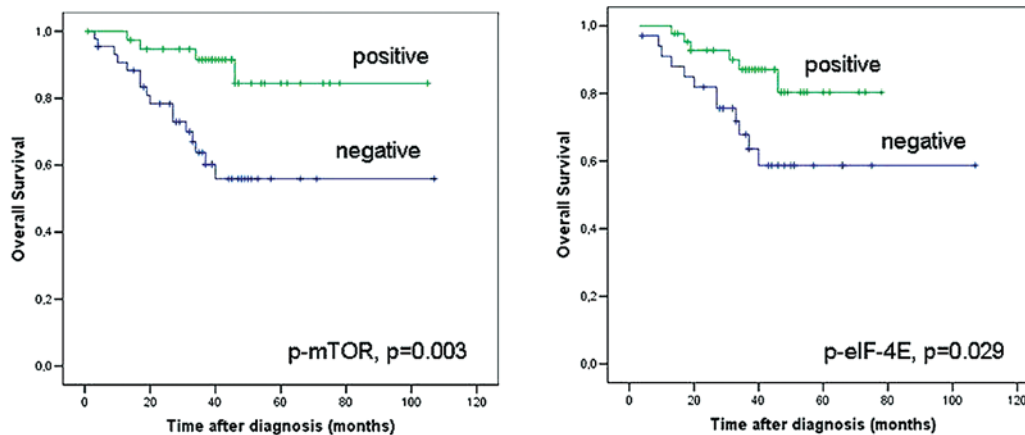 1,0
0,8
0,6
0,4
0,2
0,0
Overall Survival
positive
negative
p-mTOR, p=0.003
0 20 40 60 80 100 120
Time after diagnosis (months)
1,0
0,8
0,6
0,4
0,2
0,0
Overall Survival
positive
negative
p-eIF-4E, p=0.029
0 20 40 60 80 100 120
Time after diagnosis (months)